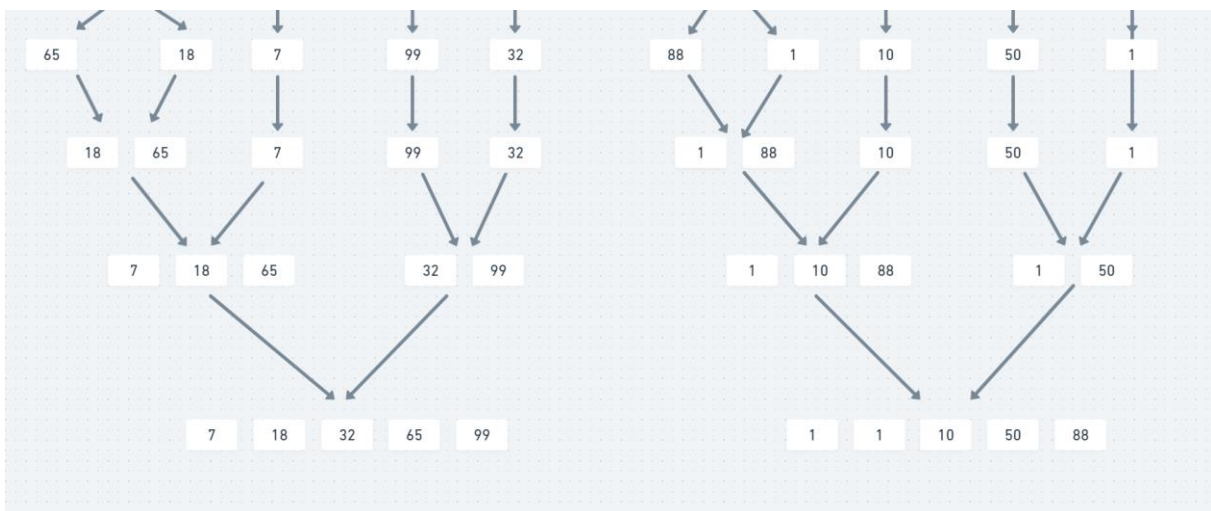 65 18 7 99 32 88 1 10 50 1
18 65 7 99 32 1 88 10 50 1
7 18 65 32 99 1 10 88 1 50
7 18 32 65 99 1 1 10 50 88